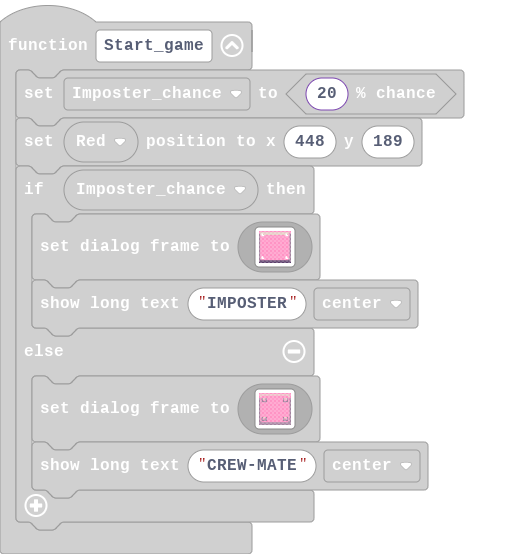 function Start_game
set Imposter_chance to 20 % chance
set Red position to x 448 y 189
if Imposter_chance then
set dialog frame to
show long text "IMPOSTER" center
else
set dialog frame to
show long text "CREW-MATE" center